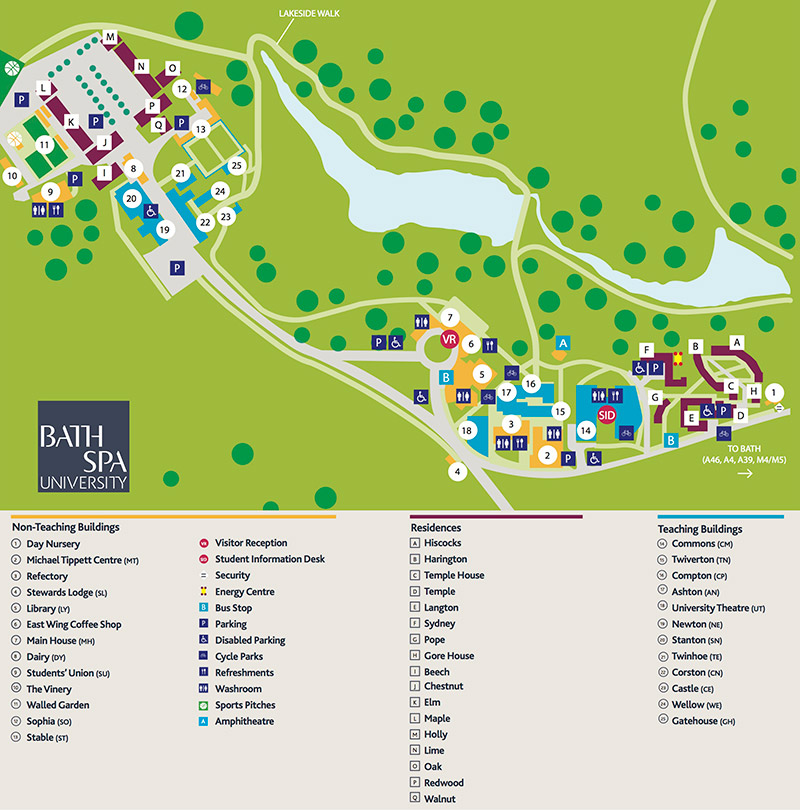 LAKESIDE WALK
M
N
O
12
L
P
P
K
P
Q
P
13
11
J
I
8
25
10
P
9
21
24
20
22
23
19
P
7
VR
P
6
A
F
B
A
B
5
P
C
H
1
17
16
G
15
SID
E
P
D
18
3
14
B
2
P
4
TO BATH
(A46, A4, A39, M4/M5)
BATH
SPA
UNIVERSITY
Non-Teaching Buildings
1 Day Nursery
2 Michael Tippett Centre (MT)
3 Refectory
4 Stewards Lodge (SL)
5 Library (LY)
6 East Wing Coffee Shop
7 Main House (MH)
8 Dairy (DY)
9 Students' Union (SU)
10 The Vinery
11 Walled Garden
12 Sophia (SO)
13 Stable (ST)
VR Visitor Reception
SID Student Information Desk
Security
Energy Centre
B Bus Stop
P Parking
Disabled Parking
Cycle Parks
Refreshments
Washroom
Sports Pitches
A Amphitheatre
Residences
A Hiscocks
B Harington
C Temple House
D Temple
E Langton
F Sydney
G Pope
H Gore House
I Beech
J Chestnut
K Elm
L Maple
M Holly
N Lime
O Oak
P Redwood
Q Walnut
Teaching Buildings
14 Commons (CM)
15 Twiverton (TN)
16 Compton (CP)
17 Ashton (AN)
18 University Theatre (UT)
19 Newton (NE)
20 Stanton (SN)
21 Twinhoe (TE)
22 Corston (CN)
23 Castle (CE)
24 Wellow (WE)
25 Gatehouse (GH)